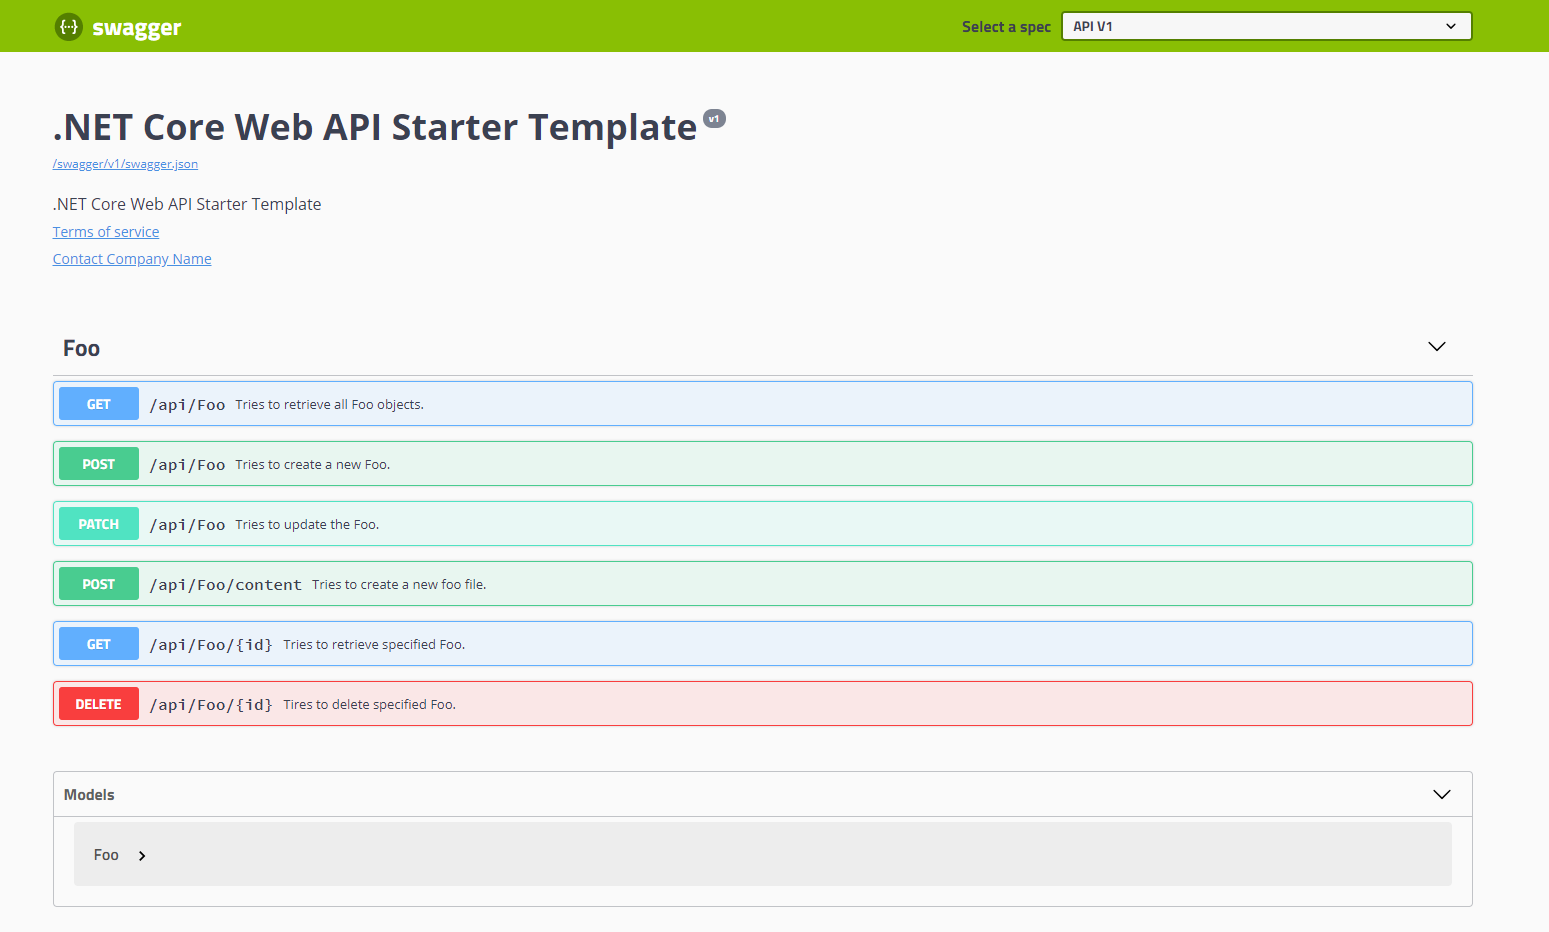 {··} swagger
Select a spec API V1
.NET Core Web API Starter Template v1
/swagger/v1/swagger.json
.NET Core Web API Starter Template
Terms of service
Contact Company Name
Foo
GET /api/Foo Tries to retrieve all Foo objects.
POST /api/Foo Tries to create a new Foo.
PATCH /api/Foo Tries to update the Foo.
POST /api/Foo/content Tries to create a new foo file.
GET /api/Foo/{id} Tries to retrieve specified Foo.
DELETE /api/Foo/{id} Tires to delete specified Foo.
Models
Foo